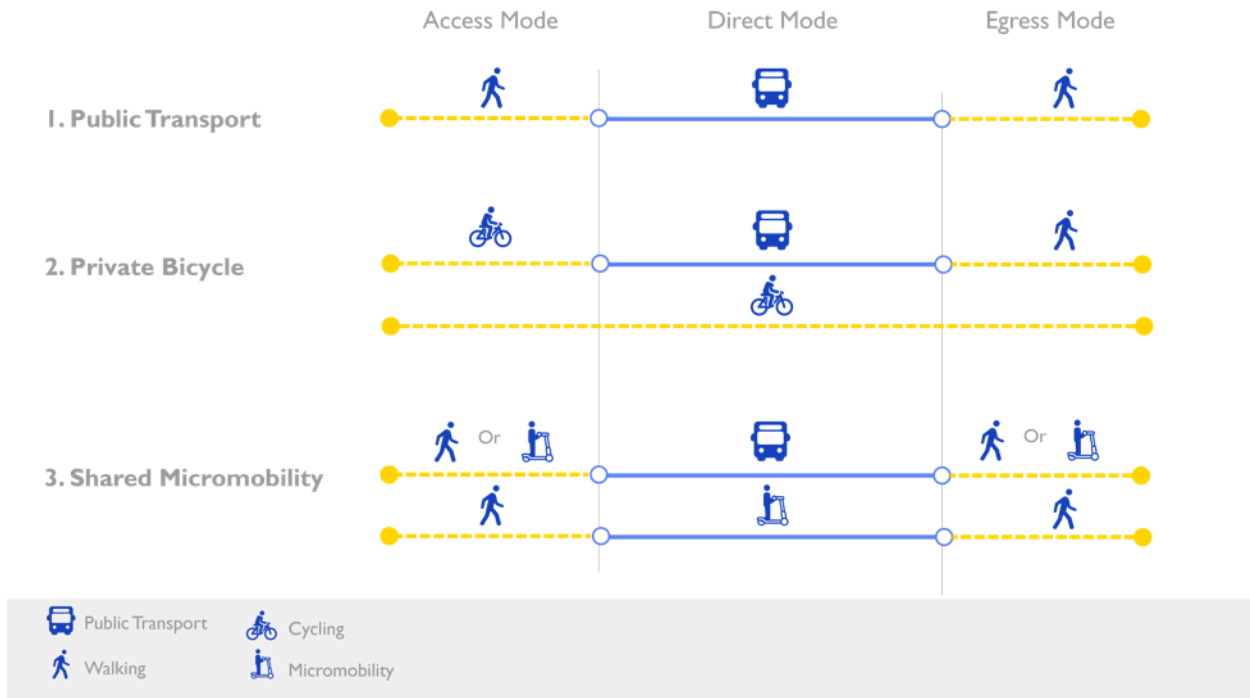 Access Mode
Direct Mode
Egress Mode
1. Public Transport
2. Private Bicycle
Or
Or
3. Shared Micromobility
Public Transport
Cycling
Walking
Micromobility